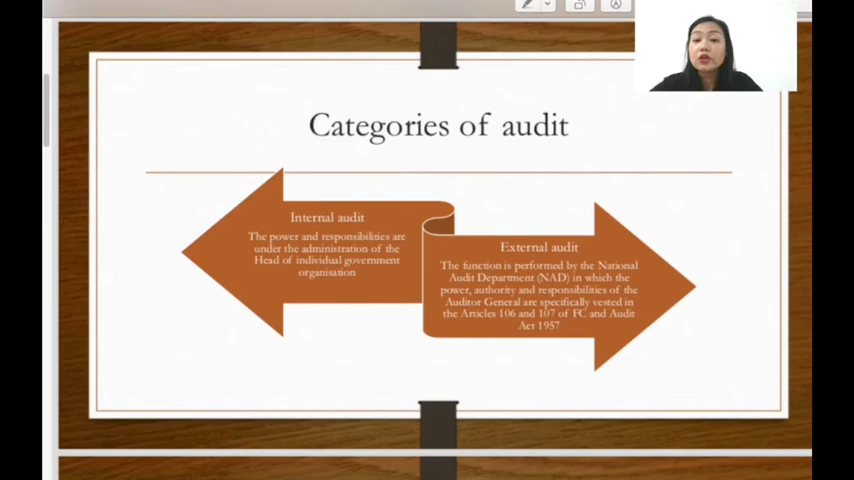 Categories of audit
Internal audit
The power and responsibilities are
under the administration of the
Head of individual government
organisation
External audit
The function is performed by the National
Audit Department (NAD) in which the
power, authority and responsibilities of the
Auditor General are specifically vested in
the Articles 106 and 107 of FC and Audit
Act 1957